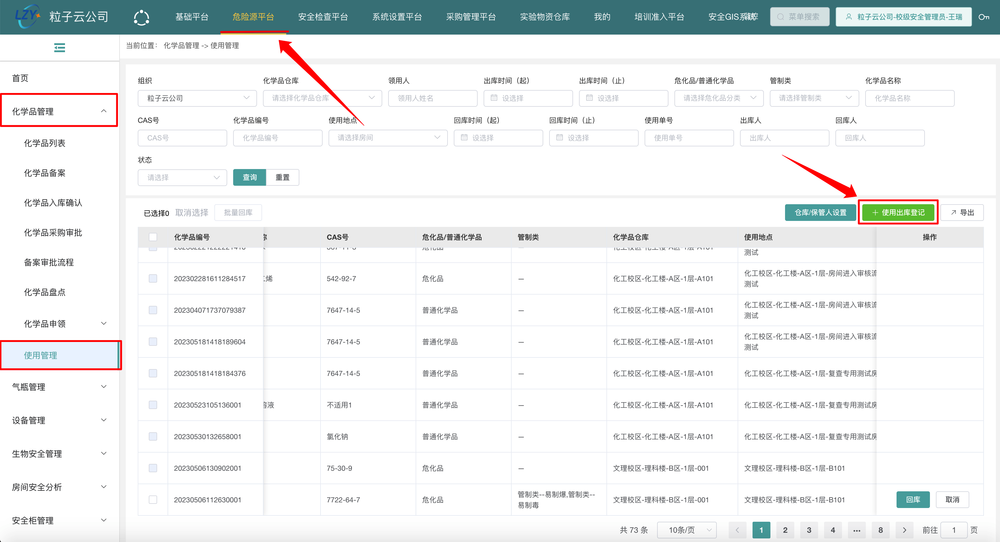 LZY 粒子云公司
基础平台 危险源平台 安全检查平台 系统设置平台 采购管理平台 实验物资仓库 我的 培训准入平台 安全GIS系统
菜单搜索
粒子云公司-校级安全管理员-王瑞
当前位置： 化学品管理 -> 使用管理
首页
化学品管理
化学品列表
化学品备案
化学品入库确认
化学品采购审批
备案审批流程
化学品盘点
化学品申领
使用管理
气瓶管理
设备管理
生物安全管理
房间安全分析
安全柜管理
组织 化学品仓库 领用人 出库时间（起） 出库时间（止） 危化品/普通化学品 管制类 化学品名称
粒子云公司 请选择化学品仓库 领用人姓名 设选择 设选择 请选择危化品分类 请选择管制类 化学品名称
CAS号 化学品编号 使用地点 回库时间（起） 回库时间（止） 使用单号 出库人 回库人
CAS号 化学品编号 请选择房间 设选择 设选择 使用单号 出库人 回库人
状态
请选择 查询 重置
已选择0 取消选择 批量回库 仓库/保管人设置 使用出库登记 导出
化学品编号 CAS号 危化品/普通化学品 管制类 化学品仓库 使用地点 操作
测试
202302281611284517 烯 542-92-7 危化品 — 化工校区-化工楼-A区-1层-A101 化工校区-化工楼-A区-1层-房间进入审核流
测试
202304071737079387 7647-14-5 普通化学品 — 化工校区-化工楼-A区-1层-A101 化工校区-化工楼-A区-1层-房间进入审核流
测试
202305181418189604 7647-14-5 普通化学品 — 化工校区-化工楼-A区-1层-A101 化工校区-化工楼-A区-1层-房间进入审核流
测试
202305181418184376 7647-14-5 普通化学品 — 化工校区-化工楼-A区-1层-A101 化工校区-化工楼-A区-1层-复查专用测试房
20230523105136001 溶液 不适用1 普通化学品 — 化工校区-化工楼-A区-1层-A101 化工校区-化工楼-A区-1层-复查专用测试房
20230530132658001 氯化钠 普通化学品 — 化工校区-化工楼-A区-1层-A101 化工校区-化工楼-A区-1层-复查专用测试房
20230506130902001 75-30-9 危化品 — 文理校区-理科楼-B区-1层-001 文理校区-理科楼-B区-1层-B101
20230506112630001 7722-64-7 危化品 管制类--易制爆,管制类--
易制毒 文理校区-理科楼-B区-1层-001 文理校区-理科楼-B区-1层-B101 回库 取消
共 73 条 10条/页 1 2 3 4 ... 8 前往 1 页